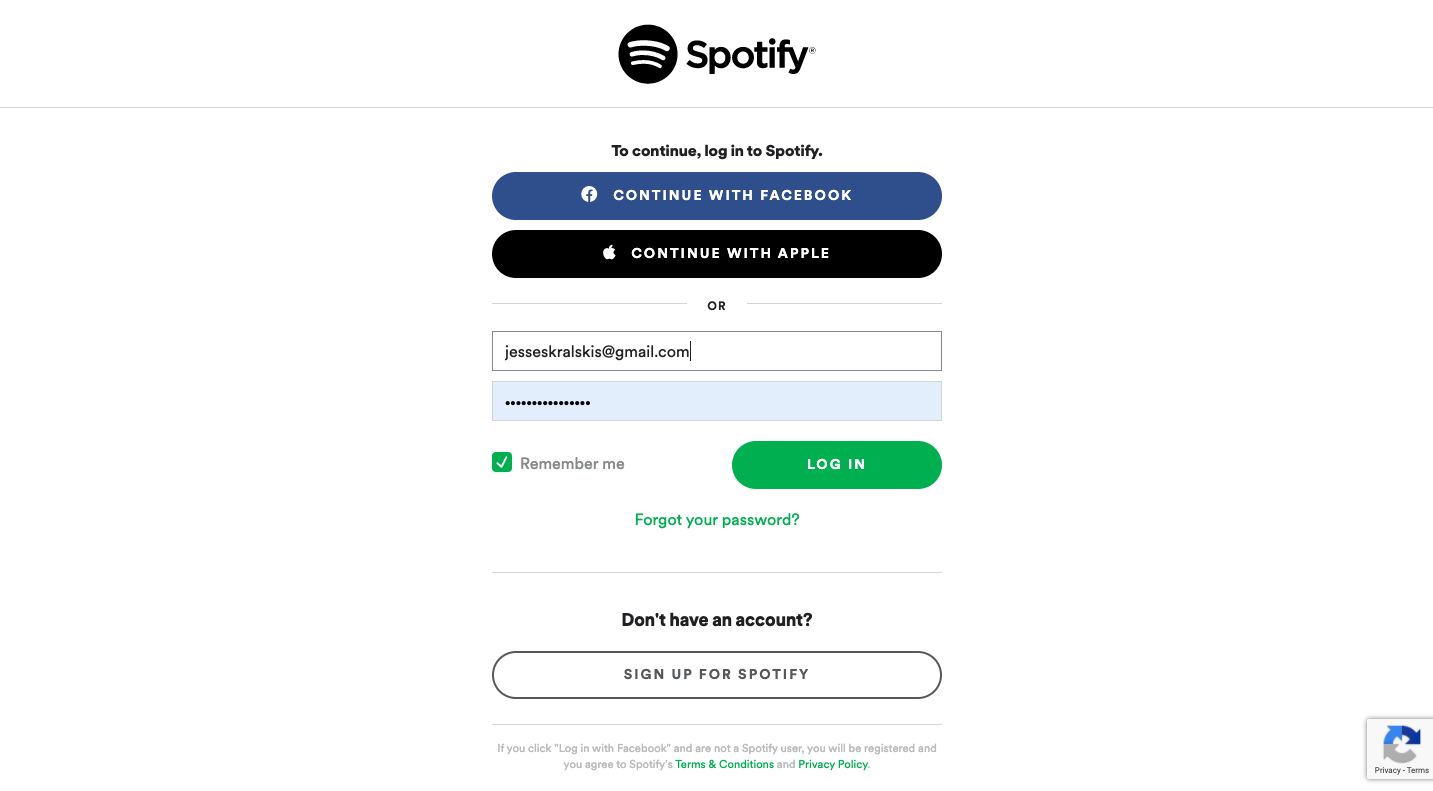 Spotify®
To continue, log in to Spotify.
CONTINUE WITH FACEBOOK
CONTINUE WITH APPLE
OR
jesseskralskis@gmail.com
••••••••••••••••
Remember me
LOG IN
Forgot your password?
Don't have an account?
SIGN UP FOR SPOTIFY
If you click "Log in with Facebook" and are not a Spotify user, you will be registered and
you agree to Spotify's Terms & Conditions and Privacy Policy.
Privacy - Terms